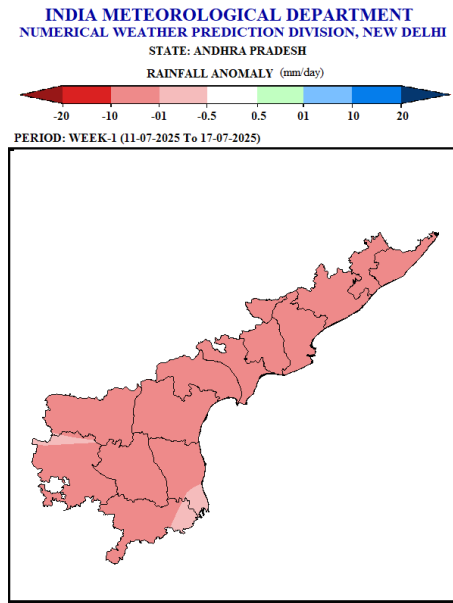 INDIA METEOROLOGICAL DEPARTMENT
NUMERICAL WEATHER PREDICTION DIVISION, NEW DELHI
STATE: ANDHRA PRADESH
RAINFALL ANOMALY (mm/day)
-20 -10 -01 -0.5 0.5 01 10 20
PERIOD: WEEK-1 (11-07-2025 To 17-07-2025)